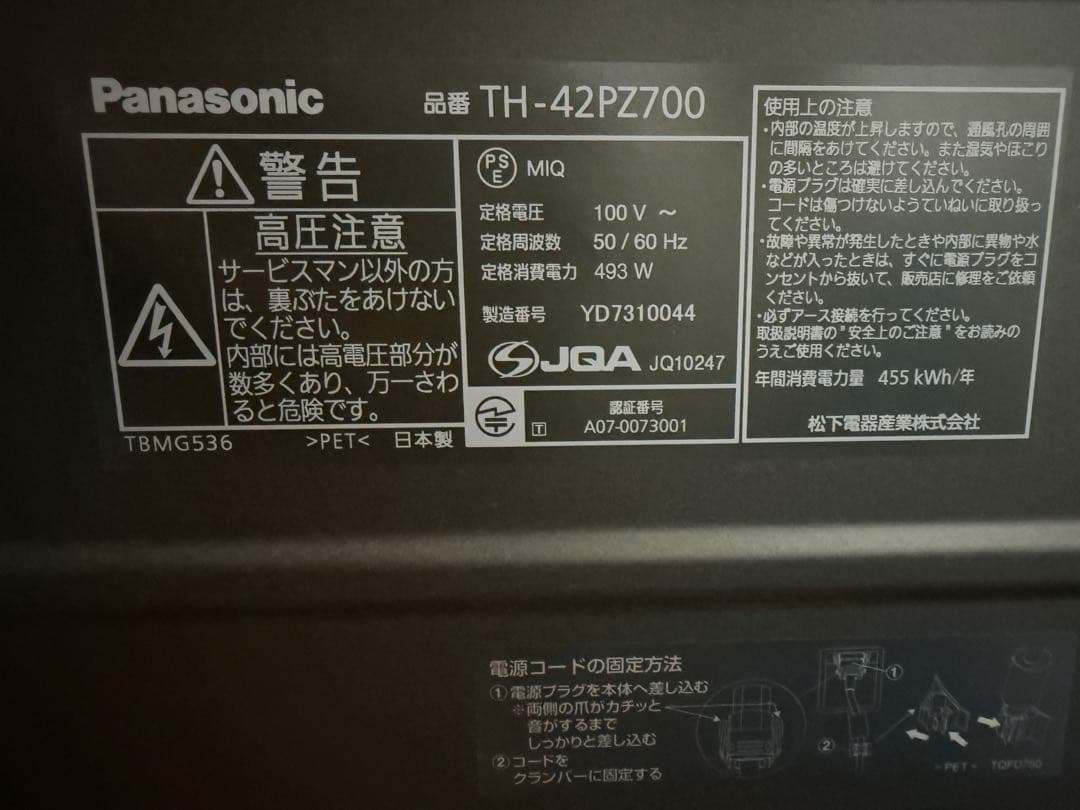 Panasonic
品番 TH-42PZ700
警告
高圧注意
サービスマン以外の方
は、裏ぶたをあけない
でください。
内部には高電圧部分が
数多くあり、万一さわ
ると危険です。
TBMG536 >PET< 日本製
PS
E MIQ
定格電圧 100 V ～
定格周波数 50 / 60 Hz
定格消費電力 493 W
製造番号 YD7310044
JQA JQ10247
T 認証番号
A07-0073001
使用上の注意
・内部の温度が上昇しますので、通風孔の周囲
に間隔をあけてください。また湿気やほこり
の多いところは避けてください。
・電源プラグは確実に差し込んでください。
コードは傷つけないようていねいに取り扱っ
てください。
・故障や異常が発生したときや内部に異物や水
などが入ったときは、すぐに電源プラグをコ
ンセントから抜いて、販売店に修理をご依頼
ください。
・必ずアース接続を行ってください。
取扱説明書の"安全上のご注意"をお読みの
うえご使用ください。
年間消費電力量 455 kWh/年
松下電器産業株式会社
電源コードの固定方法
① 電源プラグを本体へ差し込む
※両側の爪がカチッと
音がするまで
しっかりと差し込む
② コードを
クランパーに固定する
①
②
>PET<